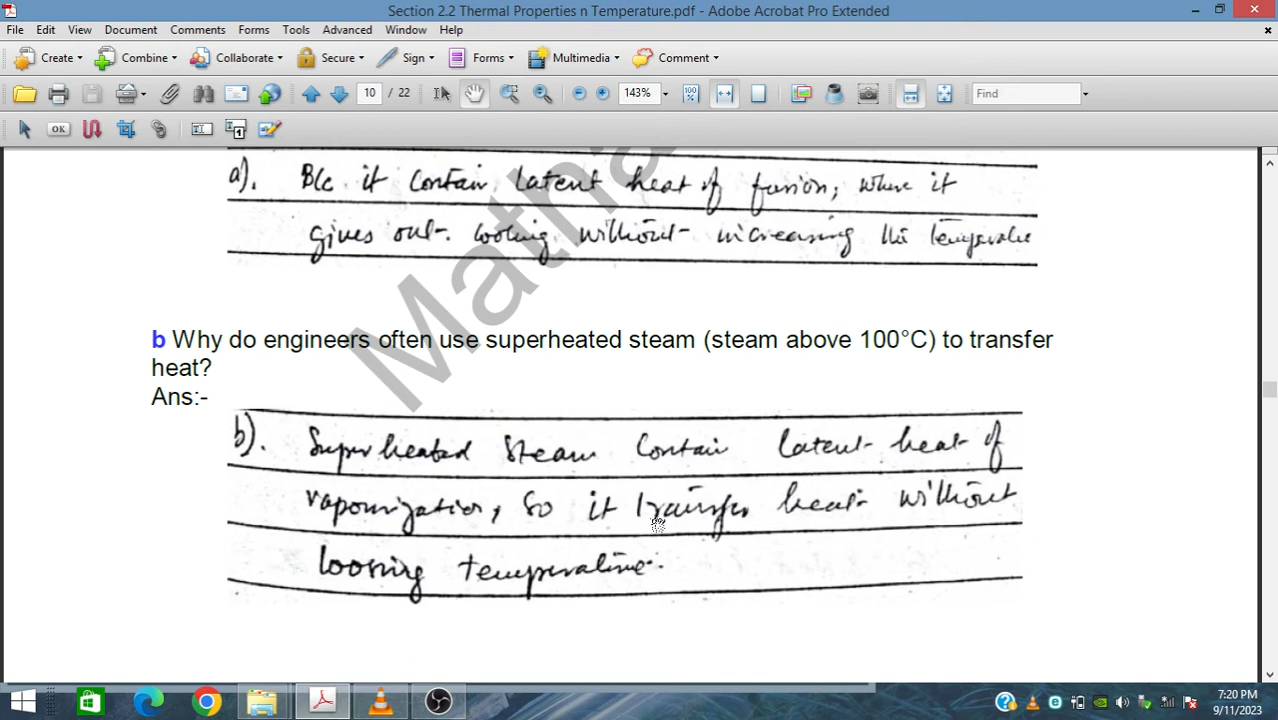 Section 2.2 Thermal Properties n Temperature.pdf - Adobe Acrobat Pro Extended
File Edit View Document Comments Forms Tools Advanced Window Help
Create Combine Collaborate Secure Sign Forms Multimedia Comment
10 / 22 143% Find
OK
a). B/c it contain latent heat of fusion, where it
gives out cooling without increasing the temperature
b Why do engineers often use superheated steam (steam above 100°C) to transfer
heat?
Ans:-
b). Superheated steam contain latent heat of
vapourization, so it transfer heat without
loosing temperature.
Mathia
7:20 PM
9/11/2023